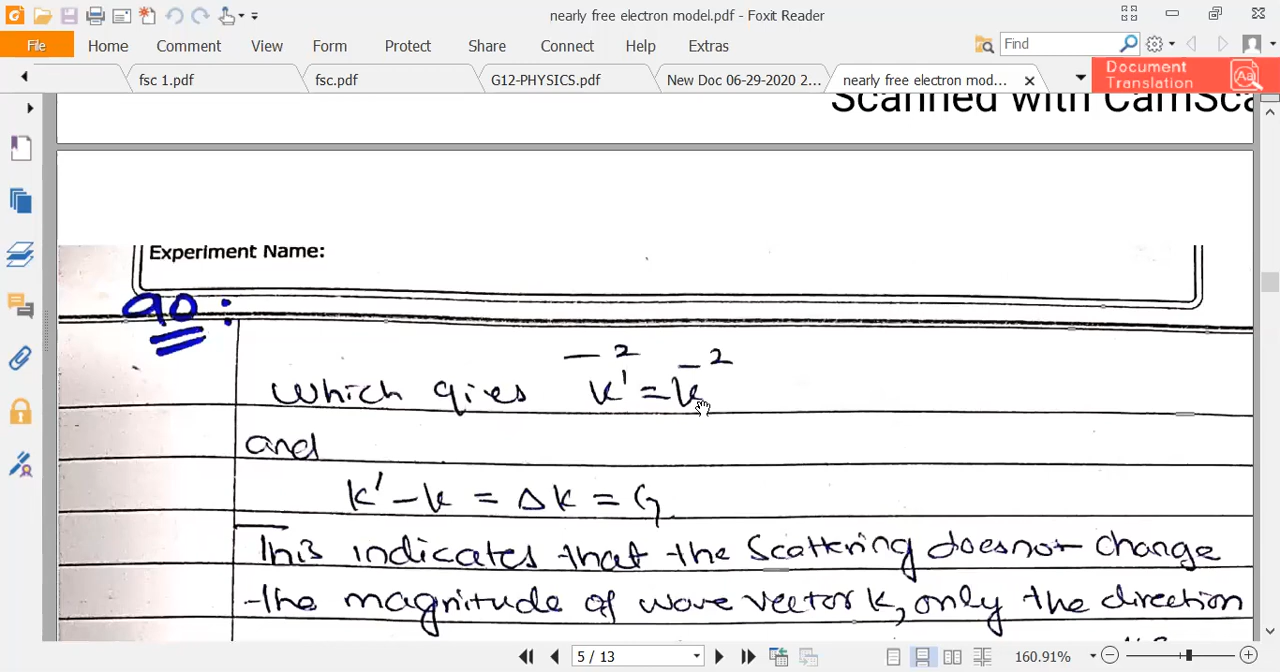 nearly free electron model.pdf - Foxit Reader
File Home Comment View Form Protect Share Connect Help Extras Find
fsc 1.pdf fsc.pdf G12-PHYSICS.pdf New Doc 06-29-2020 2... nearly free electron mod... Document Translation
Scanned with CamSca
Experiment Name:
90:
which gives k̄'² = k̄²
and
k' - k = Δk = G
This indicates that the Scattering doesnot change
the magnitude of wave vector k, only the direction
5 / 13 160.91%